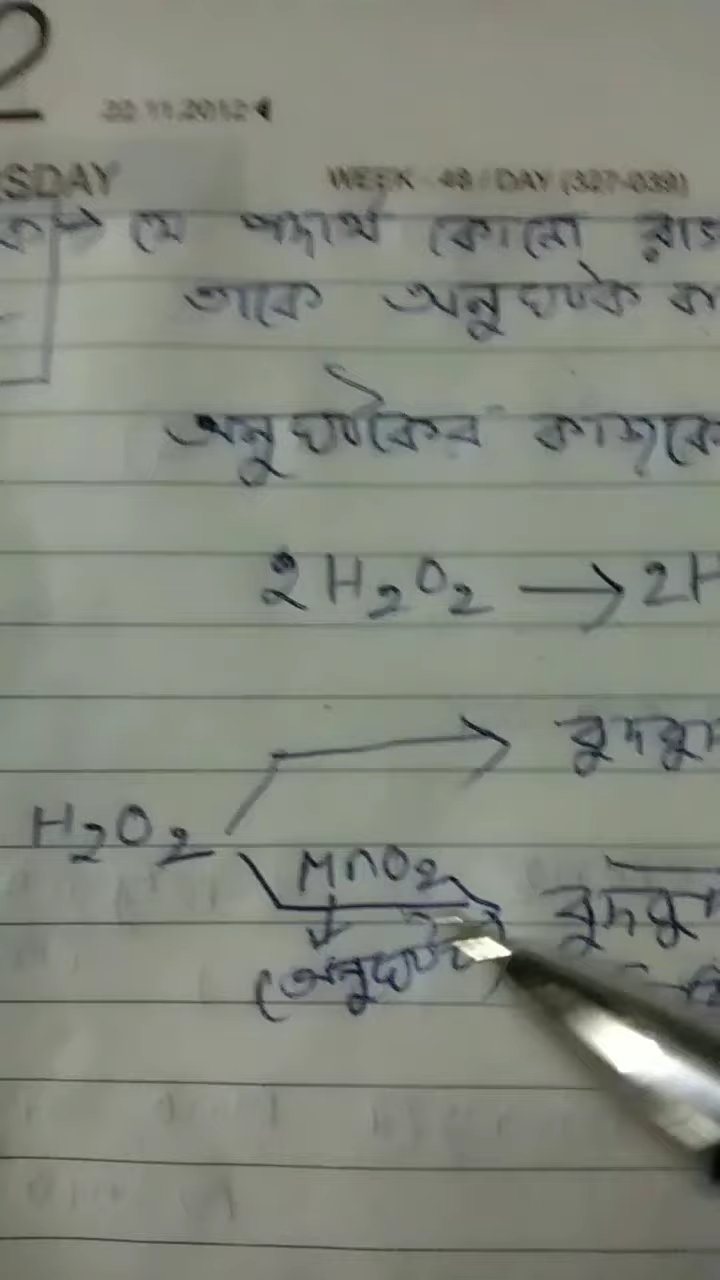 2
22.11.2012
SDAY WEEK - 48 / DAY (327-039)
ক → যে পদার্থ কোনো রাস
তাকে অনুঘটক ব
অনুঘটকের কাজকে
2H₂O₂ → 2H
বুদবু
H₂O₂
MnO₂
বুদবু
(অনুঘটক)